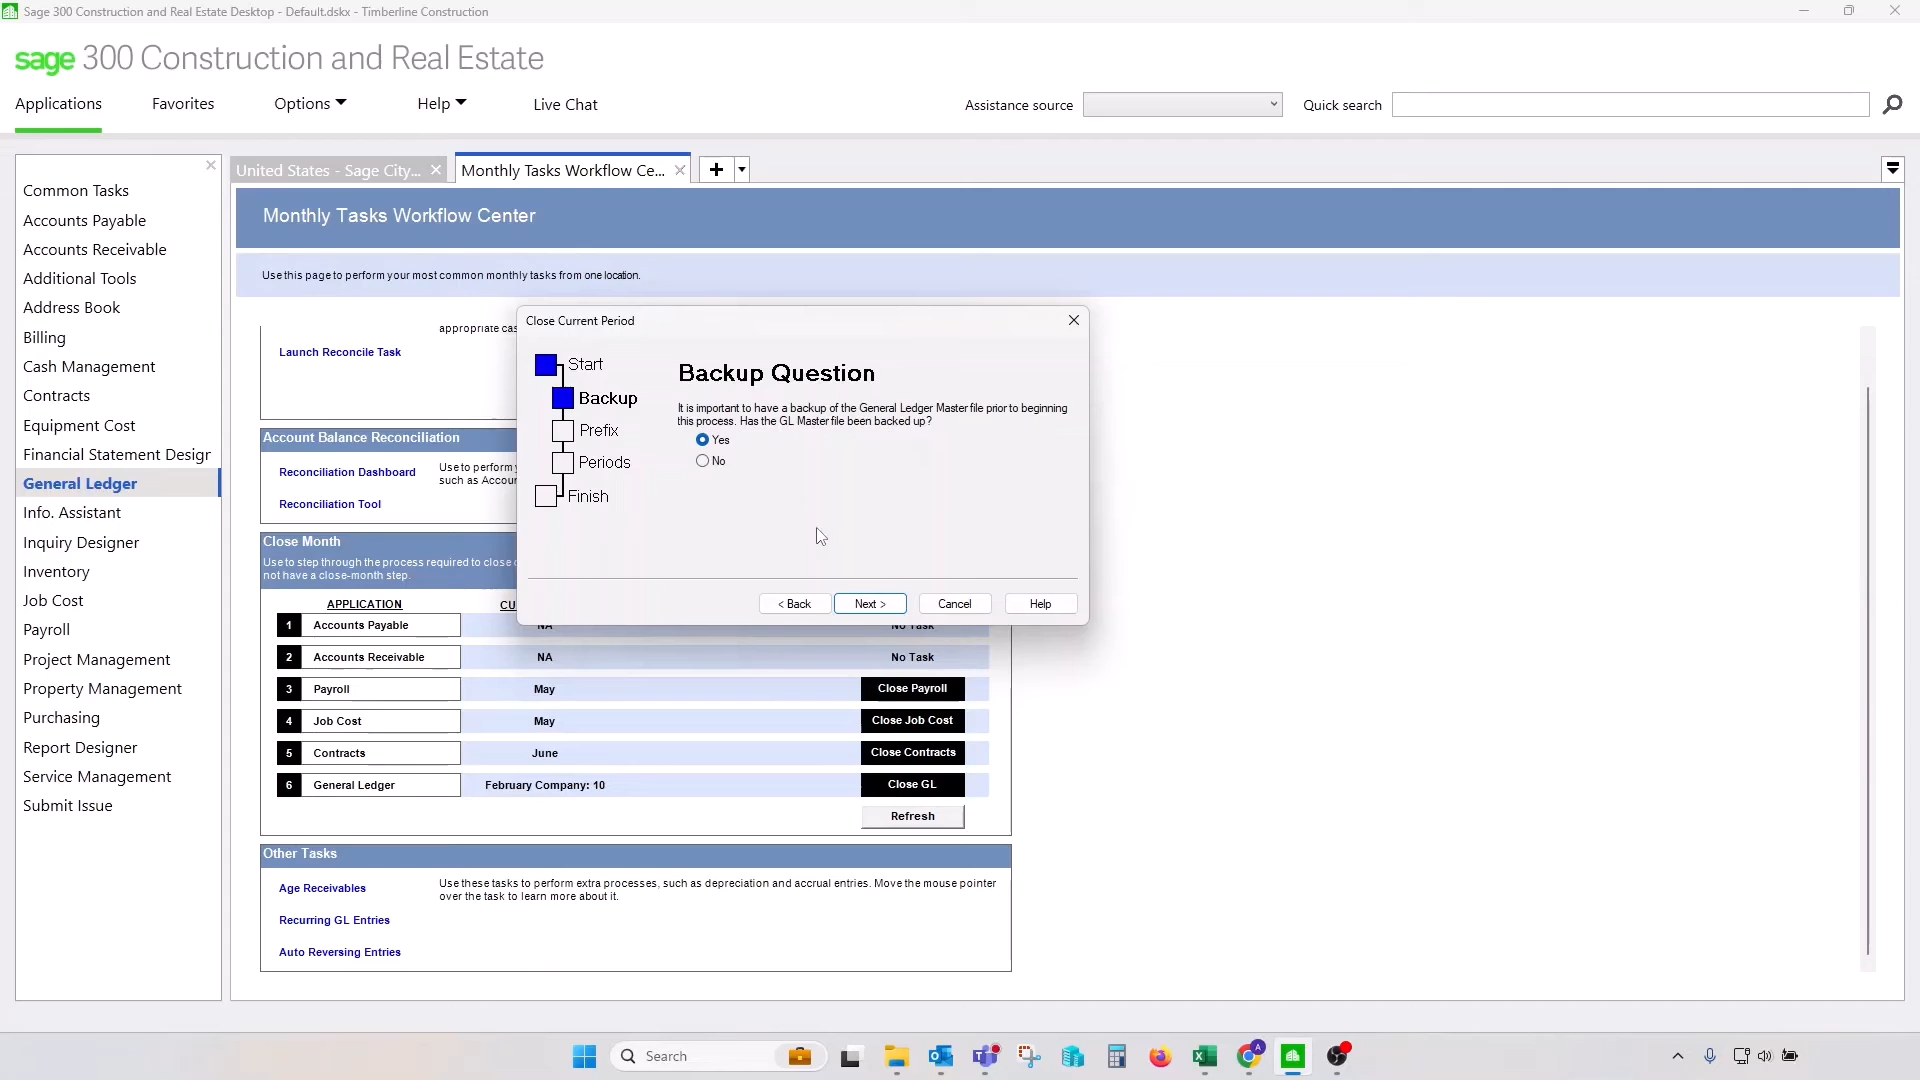 Sage 300 Construction and Real Estate Desktop - Default.dskx - Timberline Construction
sage 300 Construction and Real Estate
Applications
Favorites
Options
Help
Live Chat
Assistance source
Quick search
Common Tasks
Accounts Payable
Accounts Receivable
Additional Tools
Address Book
Billing
Cash Management
Contracts
Equipment Cost
Financial Statement Desigr
General Ledger
Info. Assistant
Inquiry Designer
Inventory
Job Cost
Payroll
Project Management
Property Management
Purchasing
Report Designer
Service Management
Submit Issue
United States - Sage City...
Monthly Tasks Workflow Ce...
Monthly Tasks Workflow Center
Use this page to perform your most common monthly tasks from one location.
appropriate cas
Launch Reconcile Task
Account Balance Reconciliation
Reconciliation Dashboard
Use to perform y
such as Accour
Reconciliation Tool
Close Month
Use to step through the process required to close c
not have a close-month step.
APPLICATION
CU
1 Accounts Payable NA No Task
2 Accounts Receivable NA No Task
3 Payroll May Close Payroll
4 Job Cost May Close Job Cost
5 Contracts June Close Contracts
6 General Ledger February Company: 10 Close GL
Refresh
Other Tasks
Age Receivables
Use these tasks to perform extra processes, such as depreciation and accrual entries. Move the mouse pointer
over the task to learn more about it.
Recurring GL Entries
Auto Reversing Entries
Close Current Period
Start
Backup
Prefix
Periods
Finish
Backup Question
It is important to have a backup of the General Ledger Master file prior to beginning
this process. Has the GL Master file been backed up?
Yes
No
< Back
Next >
Cancel
Help
Search
A